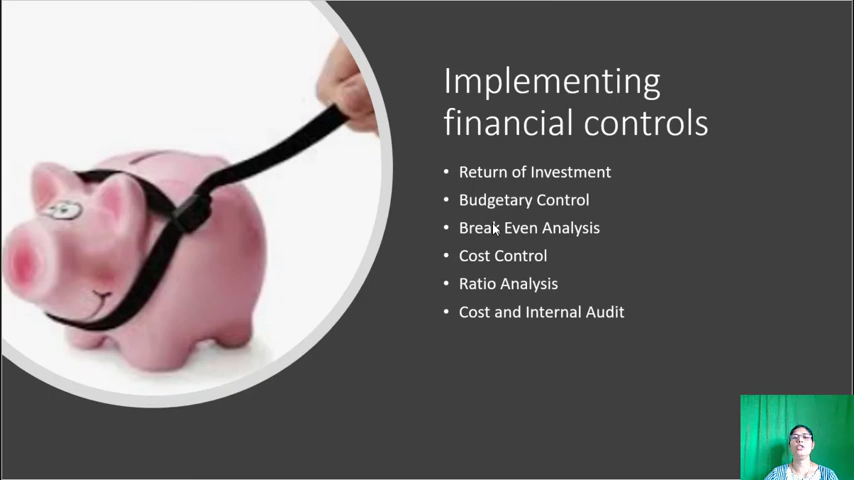 Implementing
financial controls
• Return of Investment
• Budgetary Control
• Break Even Analysis
• Cost Control
• Ratio Analysis
• Cost and Internal Audit